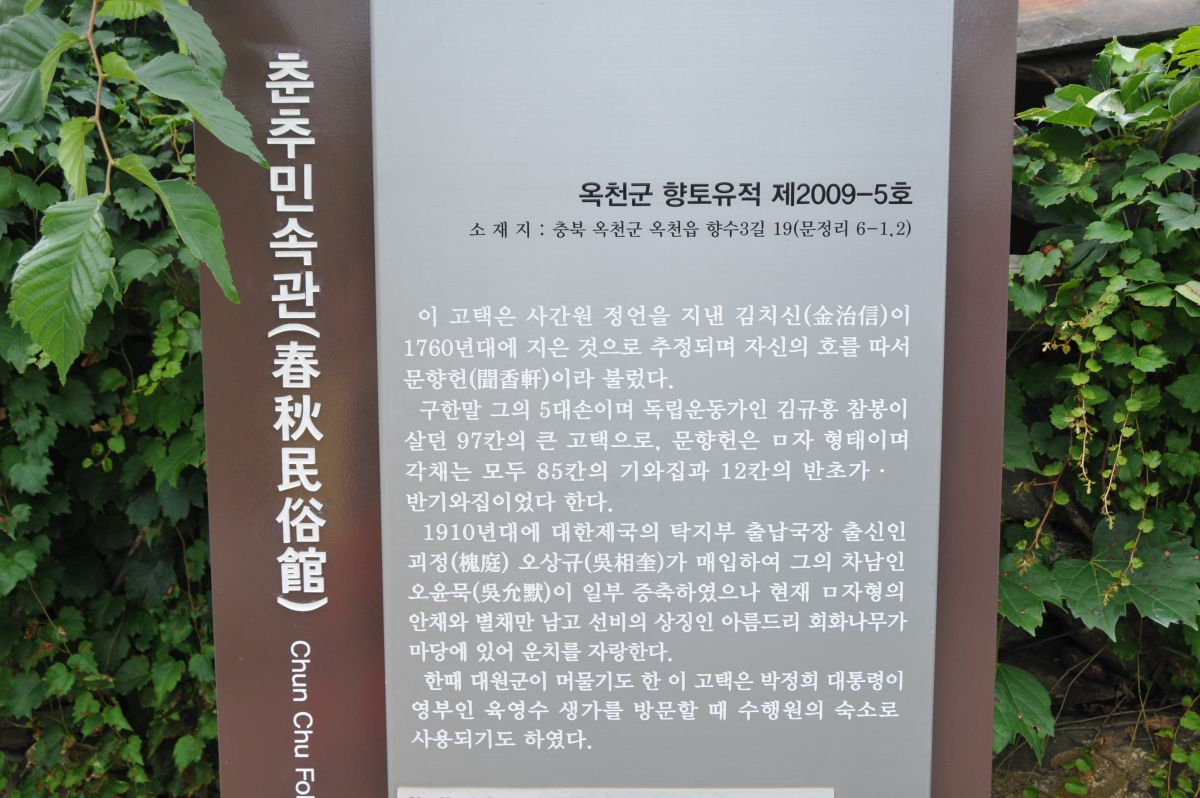 춘추민속관(春秋民俗館)
Chun Chu Fol
옥천군 향토유적 제2009-5호
소 재 지 : 충북 옥천군 옥천읍 향수3길 19(문정리 6-1.2)
이 고택은 사간원 정언을 지낸 김치신(金治信)이
1760년대에 지은 것으로 추정되며 자신의 호를 따서
문향헌(聞香軒)이라 불렀다.
구한말 그의 5대손이며 독립운동가인 김규흥 참봉이
살던 97칸의 큰 고택으로, 문향헌은 ㅁ자 형태이며
각채는 모두 85칸의 기와집과 12칸의 반초가 ·
반기와집이었다 한다.
1910년대에 대한제국의 탁지부 출납국장 출신인
괴정(槐庭) 오상규(吳相奎)가 매입하여 그의 차남인
오윤묵(吳允默)이 일부 증축하였으나 현재 ㅁ자형의
안채와 별채만 남고 선비의 상징인 아름드리 회화나무가
마당에 있어 운치를 자랑한다.
한때 대원군이 머물기도 한 이 고택은 박정희 대통령이
영부인 육영수 생가를 방문할 때 수행원의 숙소로
사용되기도 하였다.